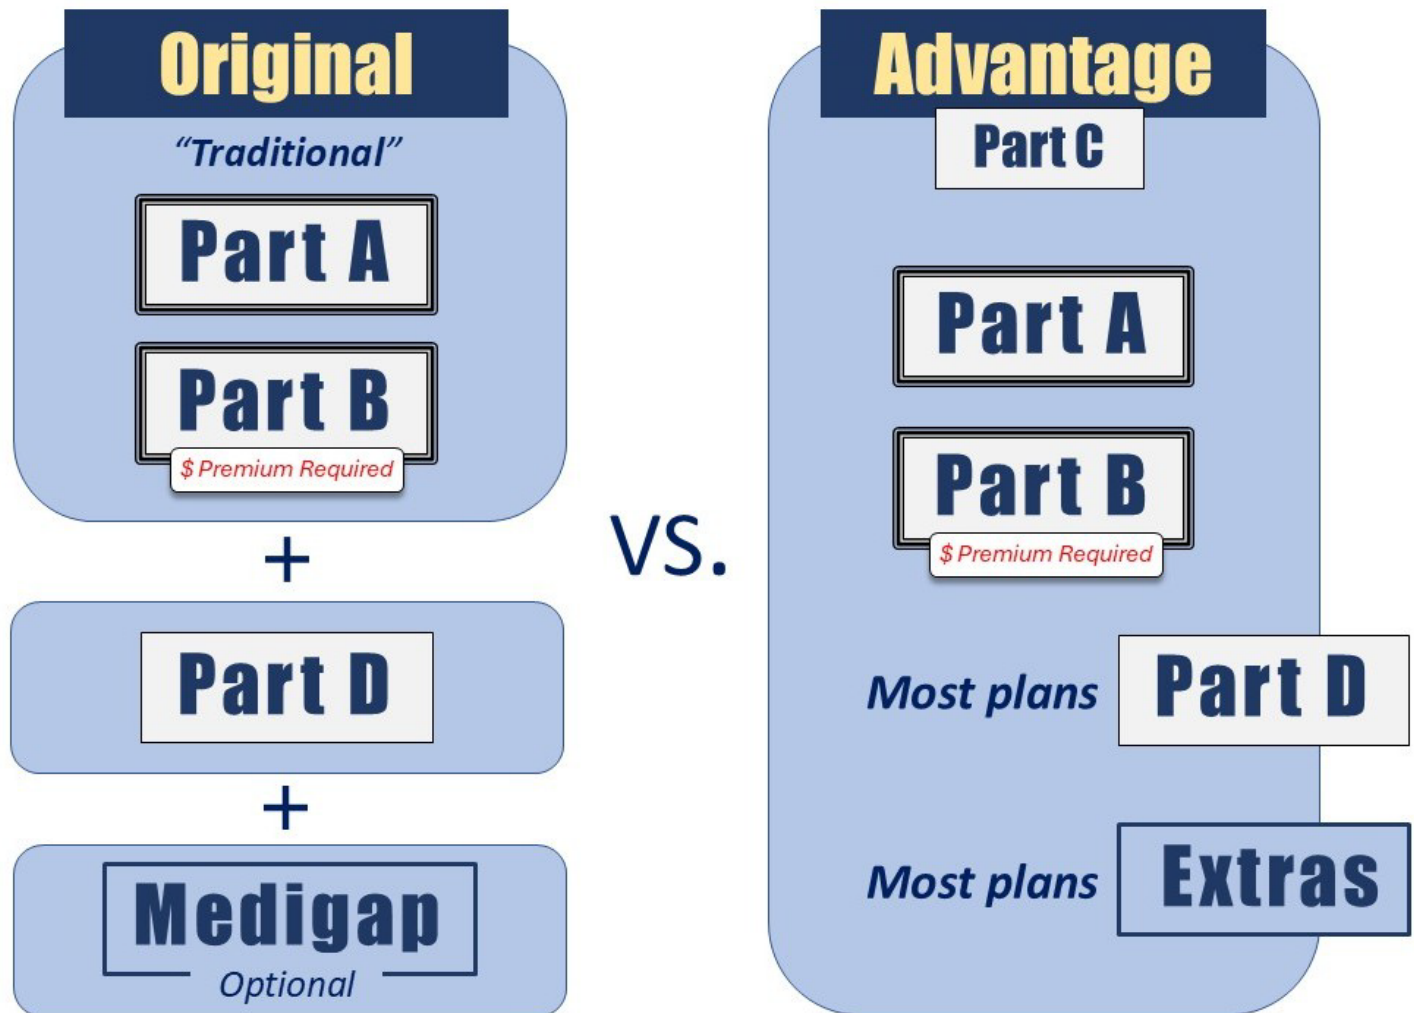 Original
“Traditional”
Part A
Part B
$ Premium Required
+
Part D
+
Medigap
Optional
VS.
Advantage
Part C
Part A
Part B
$ Premium Required
Most plans Part D
Most plans Extras